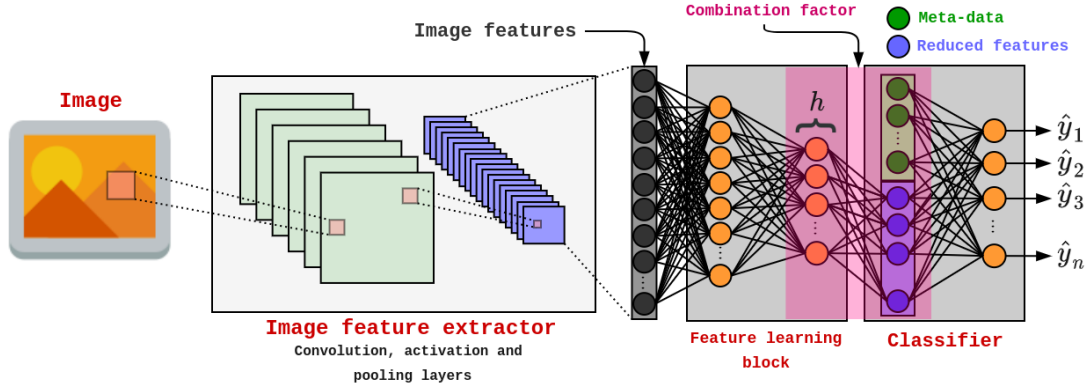 Combination factor
Meta-data
Image features
Reduced features
Image
h
ŷ1
ŷ2
ŷ3
ŷn
Image feature extractor
Convolution, activation and
pooling layers
Feature learning
block
Classifier